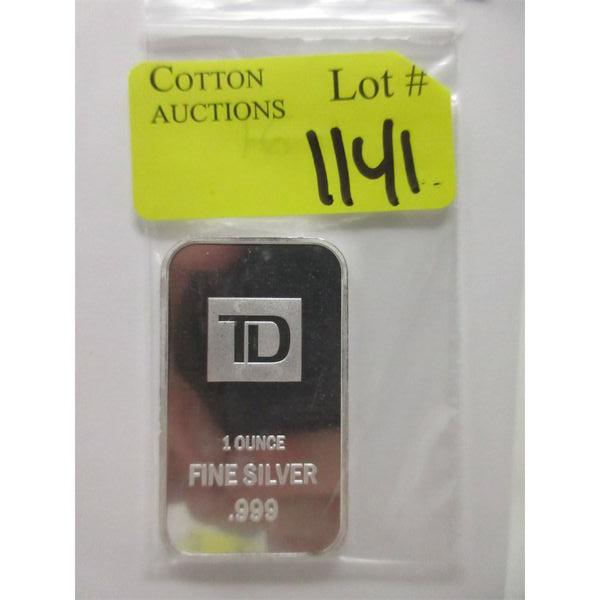 COTTON
AUCTIONS
Lot #
1141
TD
1 OUNCE
FINE SILVER
.999